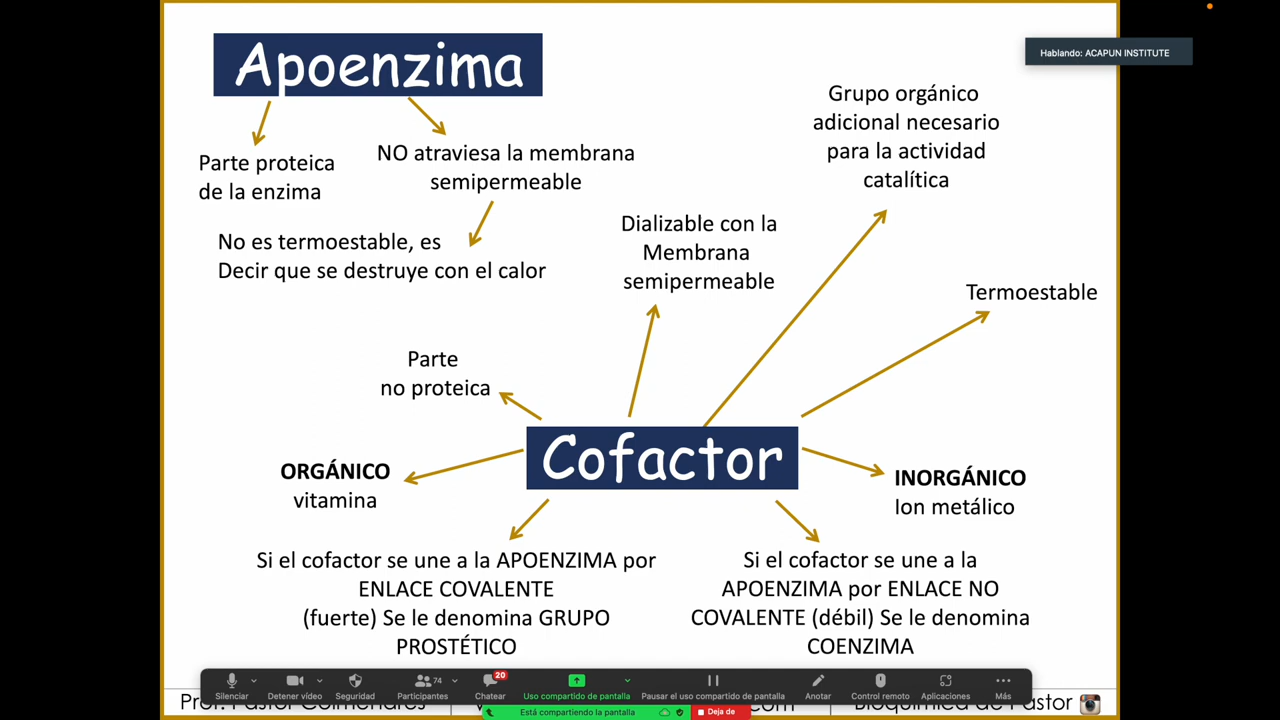 Apoenzima
Hablando: ACAPUN INSTITUTE
Parte proteica
de la enzima
NO atraviesa la membrana
semipermeable
No es termoestable, es
Decir que se destruye con el calor
Grupo orgánico
adicional necesario
para la actividad
catalítica
Dializable con la
Membrana
semipermeable
Termoestable
Parte
no proteica
Cofactor
ORGÁNICO
vitamina
INORGÁNICO
Ion metálico
Si el cofactor se une a la APOENZIMA por
ENLACE COVALENTE
(fuerte) Se le denomina GRUPO
PROSTÉTICO
Si el cofactor se une a la
APOENZIMA por ENLACE NO
COVALENTE (débil) Se le denomina
COENZIMA
74
20
Silenciar
Detener vídeo
Seguridad
Participantes
Chatear
Uso compartido de pantalla
Pausar el uso compartido de pantalla
Anotar
Control remoto
Aplicaciones
Más
Está compartiendo la pantalla
Deja de